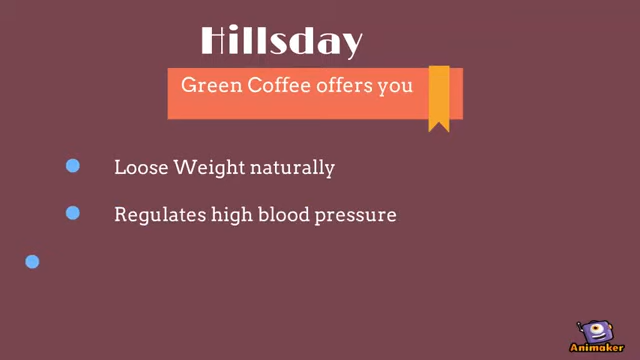 Hillsday
Green Coffee offers you
Loose Weight naturally
Regulates high blood pressure
Animaker